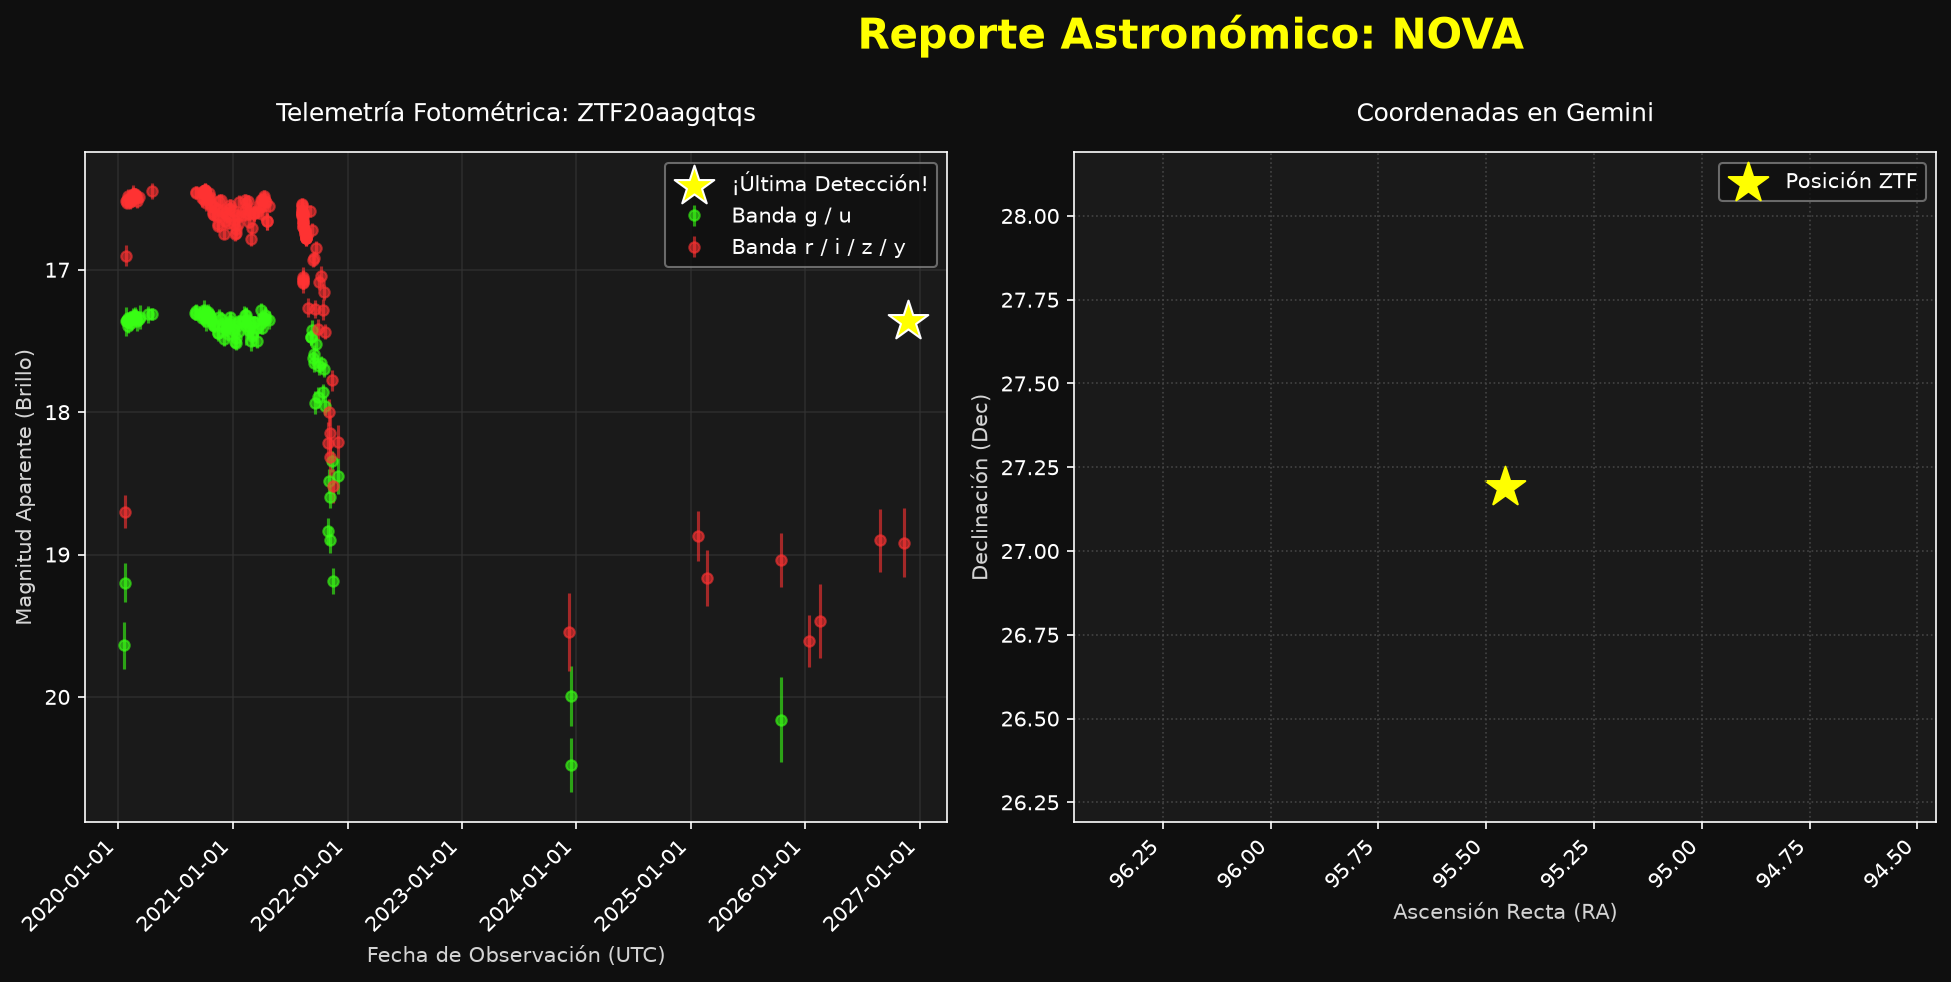 Reporte Astronómico: NOVA
Telemetría Fotométrica: ZTF20aagqtqs
¡Última Detección!
Banda g / u
Banda r / i / z / y
Magnitud Aparente (Brillo)
17
18
19
20
2020-01-01
2021-01-01
2022-01-01
2023-01-01
2024-01-01
2025-01-01
2026-01-01
2027-01-01
Fecha de Observación (UTC)
Coordenadas en Gemini
Posición ZTF
Declinación (Dec)
28.00
27.75
27.50
27.25
27.00
26.75
26.50
26.25
96.25
96.00
95.75
95.50
95.25
95.00
94.75
94.50
Ascensión Recta (RA)